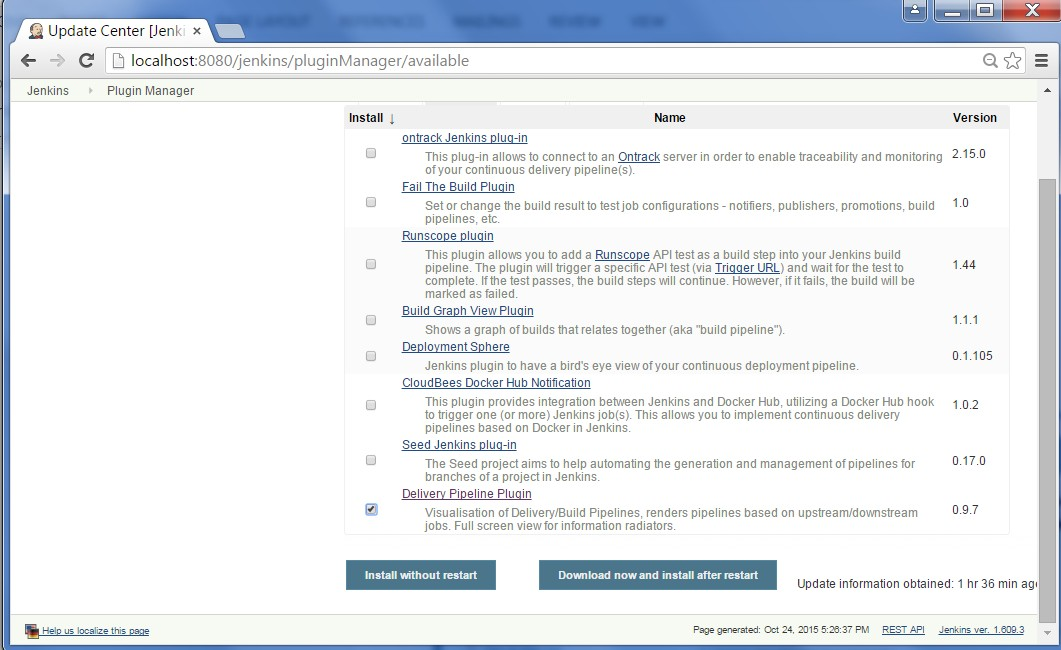 PAGE LAYOUT REFERENCES MAILINGS REVIEW VIEW
Update Center [Jenki
localhost:8080/jenkins/pluginManager/available
Jenkins Plugin Manager
Install ↓ Name Version
ontrack Jenkins plug-in
This plug-in allows to connect to an Ontrack server in order to enable traceability and monitoring
of your continuous delivery pipeline(s).
2.15.0
Fail The Build Plugin
Set or change the build result to test job configurations - notifiers, publishers, promotions, build
pipelines, etc.
1.0
Runscope plugin
This plugin allows you to add a Runscope API test as a build step into your Jenkins build
pipeline. The plugin will trigger a specific API test (via Trigger URL) and wait for the test to
complete. If the test passes, the build steps will continue. However, if it fails, the build will be
marked as failed.
1.44
Build Graph View Plugin
Shows a graph of builds that relates together (aka "build pipeline").
1.1.1
Deployment Sphere
Jenkins plugin to have a bird's eye view of your continuous deployment pipeline.
0.1.105
CloudBees Docker Hub Notification
This plugin provides integration between Jenkins and Docker Hub, utilizing a Docker Hub hook
to trigger one (or more) Jenkins job(s). This allows you to implement continuous delivery
pipelines based on Docker in Jenkins.
1.0.2
Seed Jenkins plug-in
The Seed project aims to help automating the generation and management of pipelines for
branches of a project in Jenkins.
0.17.0
Delivery Pipeline Plugin
Visualisation of Delivery/Build Pipelines, renders pipelines based on upstream/downstream
jobs. Full screen view for information radiators.
0.9.7
Install without restart
Download now and install after restart
Update information obtained: 1 hr 36 min ago
Help us localize this page
Page generated: Oct 24, 2015 5:26:37 PM REST API Jenkins ver. 1.609.3